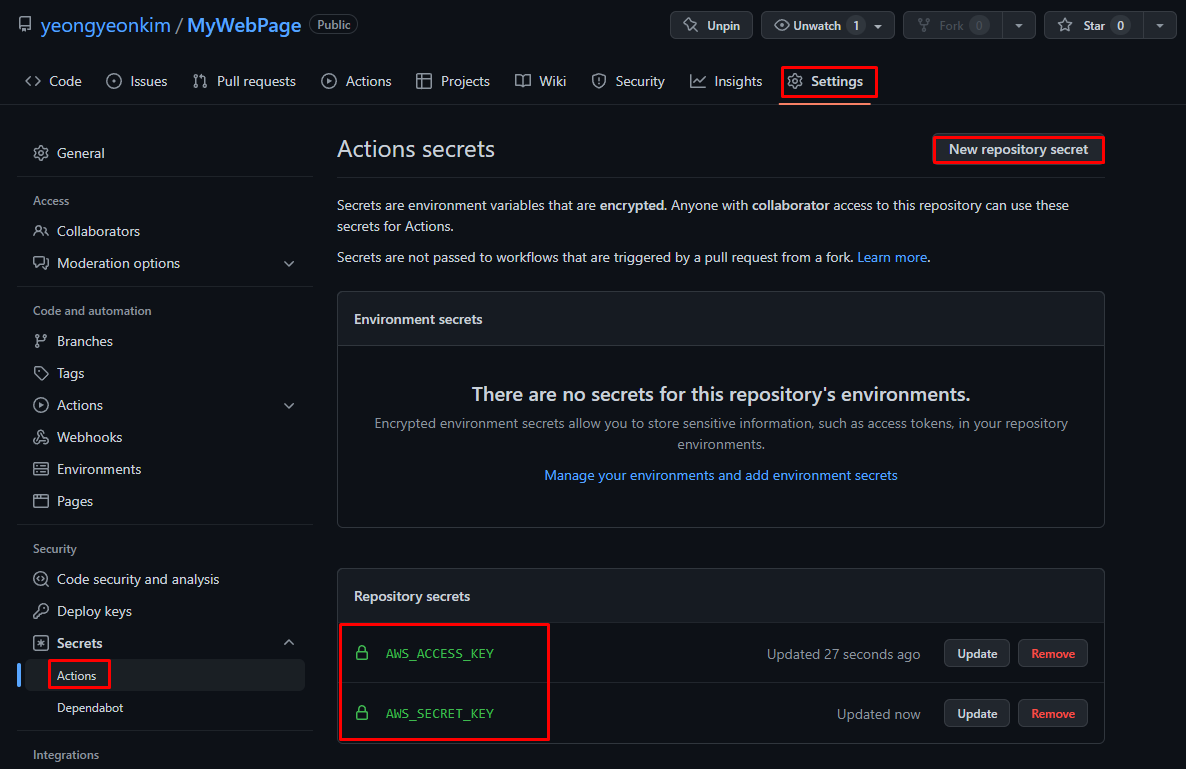 yeongyeonkim / MyWebPage Public
Unpin Unwatch 1 Fork 0 Star 0
Code Issues Pull requests Actions Projects Wiki Security Insights Settings
General
Access
Collaborators
Moderation options
Code and automation
Branches
Tags
Actions
Webhooks
Environments
Pages
Security
Code security and analysis
Deploy keys
Secrets
Actions
Dependabot
Integrations
Actions secrets
New repository secret
Secrets are environment variables that are encrypted. Anyone with collaborator access to this repository can use these
secrets for Actions.
Secrets are not passed to workflows that are triggered by a pull request from a fork. Learn more.
Environment secrets
There are no secrets for this repository's environments.
Encrypted environment secrets allow you to store sensitive information, such as access tokens, in your repository
environments.
Manage your environments and add environment secrets
Repository secrets
AWS_ACCESS_KEY Updated 27 seconds ago Update Remove
AWS_SECRET_KEY Updated now Update Remove